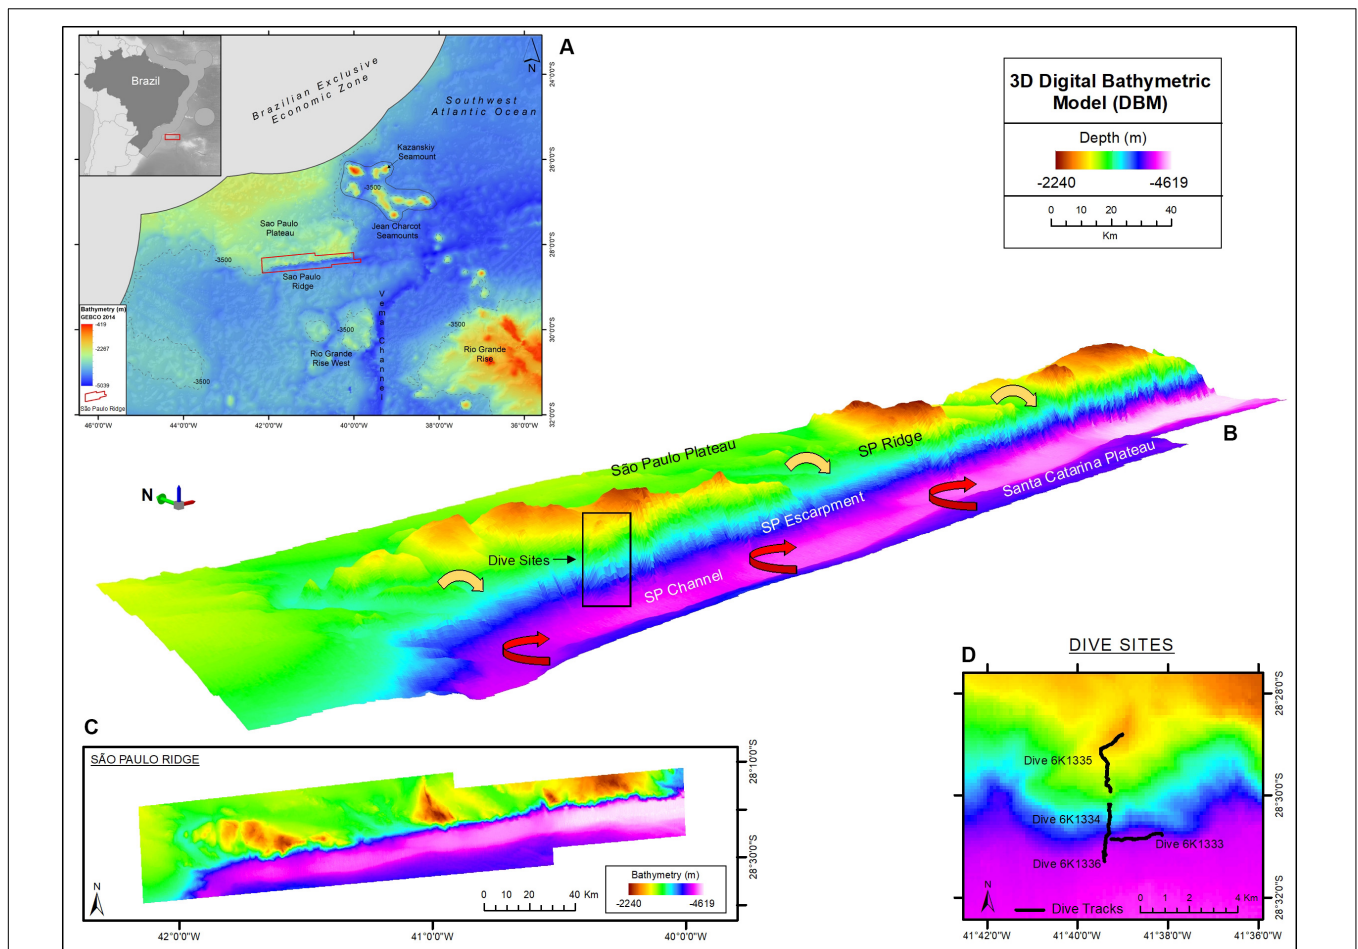 A
Brazil
N
Brazilian Exclusive
Economic Zone
Southwest
Atlantic Ocean
Kazanskiy
Seamount
-3500
Jean Charcot
Seamounts
Sao Paulo
Plateau
-3500
Sao Paulo
Ridge
Vema Channel
-3500
Rio Grande
Rise West
-3500
Rio Grande
Rise
-3500
Bathymetry (m)
GEBCO 2014
-419
-2267
-5039
São Paulo Ridge
24°0'0"S
26°0'0"S
28°0'0"S
30°0'0"S
32°0'0"S
46°0'0"W
44°0'0"W
42°0'0"W
40°0'0"W
38°0'0"W
36°0'0"W
3D Digital Bathymetric
Model (DBM)
Depth (m)
-2240
-4619
0
20
40
Km
B
N
São Paulo Plateau
SP Ridge
SP Escarpment
Santa Catarina Plateau
SP Channel
Dive Sites
C
SÃO PAULO RIDGE
28°10'0"S
28°30'0"S
N
0 10 20 30 40 Km
Bathymetry (m)
-2240
-4619
42°0'0"W
41°0'0"W
40°0'0"W
D
DIVE SITES
Dive 6K1335
Dive 6K1334
Dive 6K1333
Dive 6K1336
N
Dive Tracks
0 1 2 4 Km
28°28'0"S
28°30'0"S
28°32'0"S
41°42'0"W
41°40'0"W
41°38'0"W
41°36'0"W